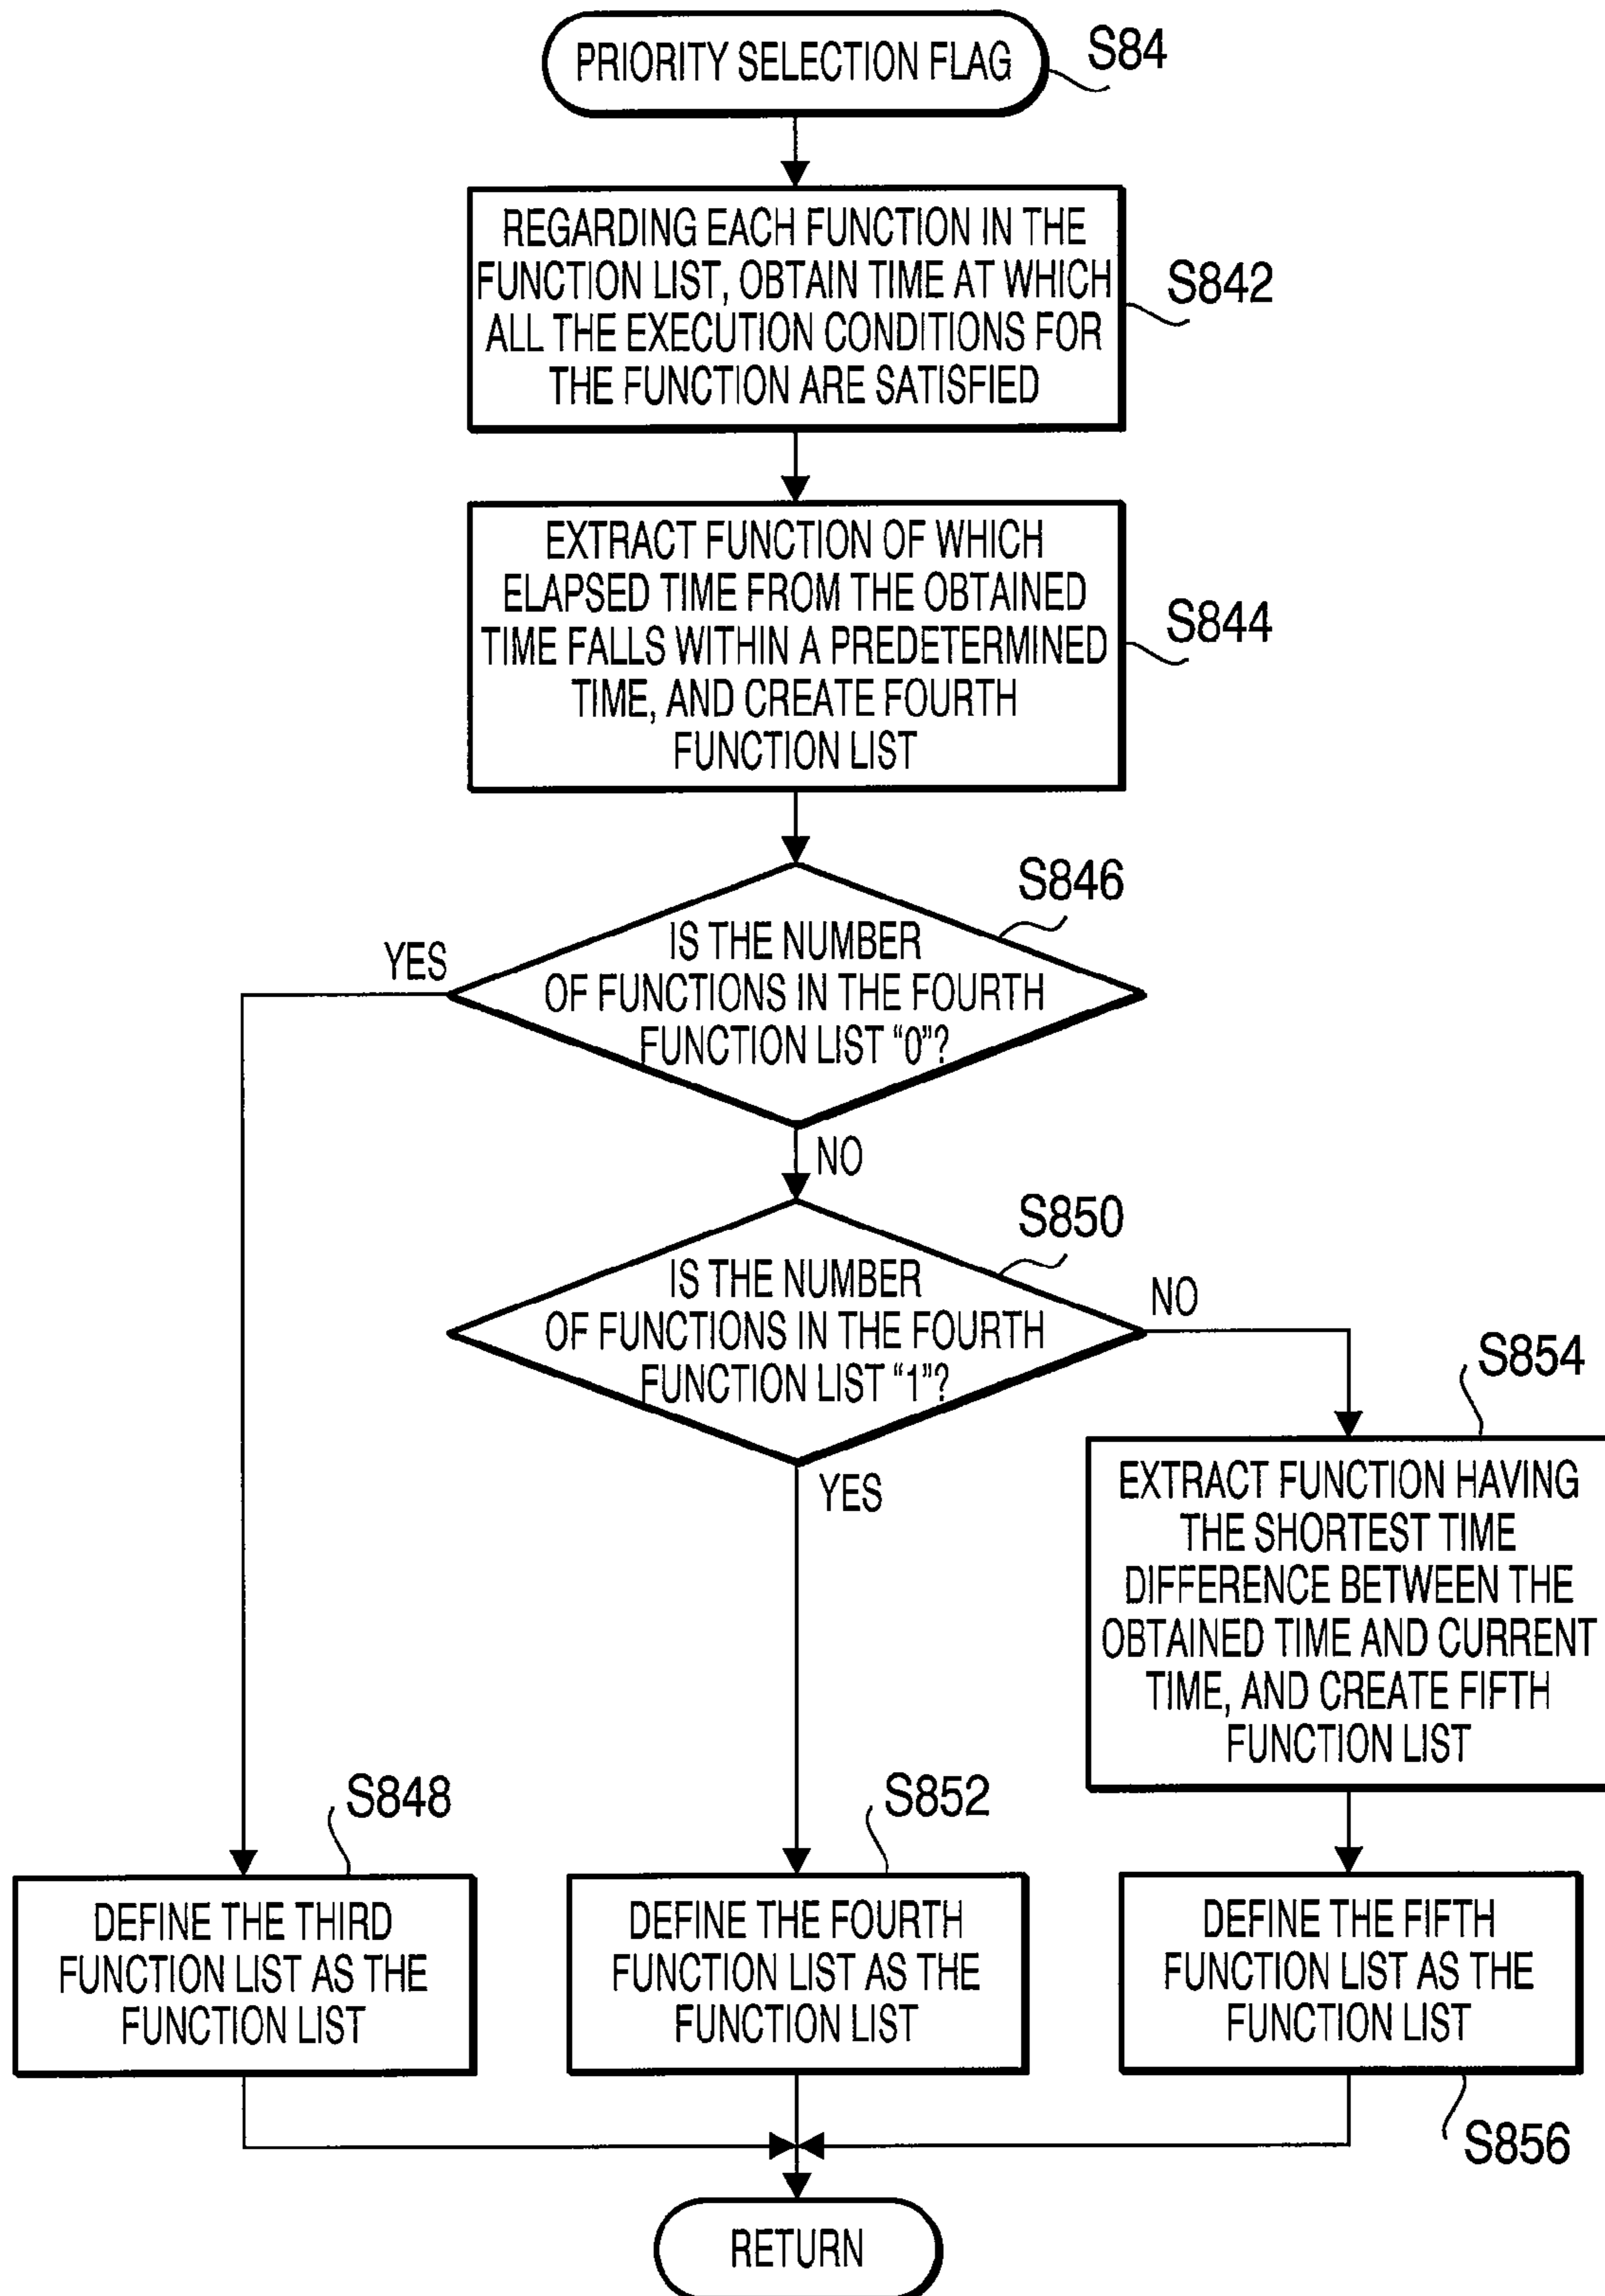 PRIORITY SELECTION FLAG
S84
REGARDING EACH FUNCTION IN THE
FUNCTION LIST, OBTAIN TIME AT WHICH
ALL THE EXECUTION CONDITIONS FOR
THE FUNCTION ARE SATISFIED
S842
EXTRACT FUNCTION OF WHICH
ELAPSED TIME FROM THE OBTAINED
TIME FALLS WITHIN A PREDETERMINED
TIME, AND CREATE FOURTH
FUNCTION LIST
S844
S846
IS THE NUMBER
OF FUNCTIONS IN THE FOURTH
FUNCTION LIST “0”?
YES
NO
S850
IS THE NUMBER
OF FUNCTIONS IN THE FOURTH
FUNCTION LIST “1”?
NO
YES
S854
EXTRACT FUNCTION HAVING
THE SHORTEST TIME
DIFFERENCE BETWEEN THE
OBTAINED TIME AND CURRENT
TIME, AND CREATE FIFTH
FUNCTION LIST
S848
DEFINE THE THIRD
FUNCTION LIST AS THE
FUNCTION LIST
S852
DEFINE THE FOURTH
FUNCTION LIST AS THE
FUNCTION LIST
DEFINE THE FIFTH
FUNCTION LIST AS THE
FUNCTION LIST
S856
RETURN